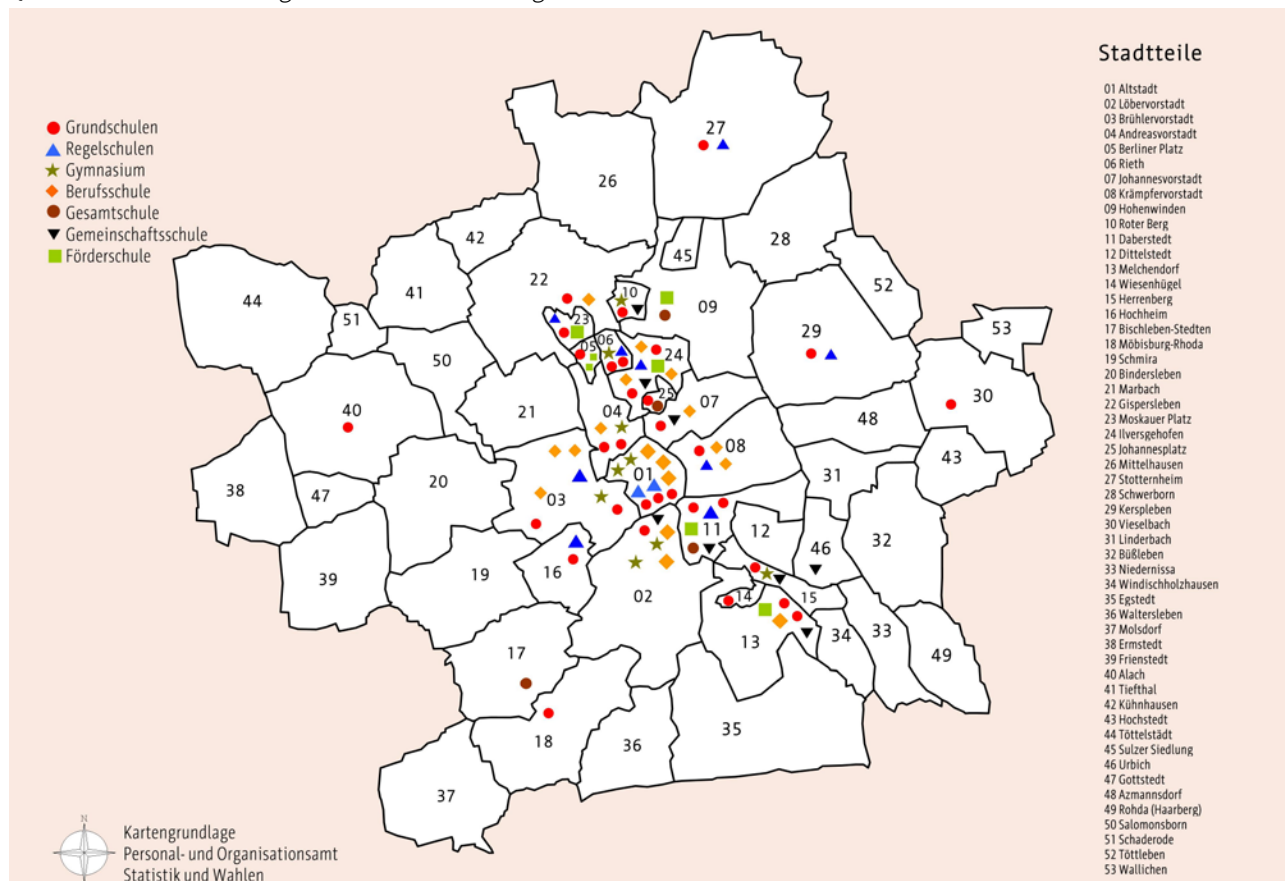 Stadtteile
Grundschulen
Regelschulen
Gymnasium
Berufsschule
Gesamtschule
Gemeinschaftsschule
Förderschule
01 Altstadt
02 Löbervorstadt
03 Brühlervorstadt
04 Andreasvorstadt
05 Berliner Platz
06 Rieth
07 Johannesvorstadt
08 Krämpfervorstadt
09 Hohenwinden
10 Roter Berg
11 Daberstedt
12 Dittelstedt
13 Melchendorf
14 Wiesenhügel
15 Herrenberg
16 Hochheim
17 Bischleben-Stedten
18 Möbisburg-Rhoda
19 Schmira
20 Bindersleben
21 Marbach
22 Gispersleben
23 Moskauer Platz
24 Ilversgehofen
25 Johannesplatz
26 Mittelhausen
27 Stotternheim
28 Schwerborn
29 Kerspleben
30 Vieselbach
31 Linderbach
32 Büßleben
33 Niedernissa
34 Windischholzhausen
35 Egstedt
36 Waltersleben
37 Molsdorf
38 Ermstedt
39 Frienstedt
40 Alach
41 Tiefthal
42 Kühnhausen
43 Hochstedt
44 Töttelstädt
45 Sulzer Siedlung
46 Urbich
47 Gottstedt
48 Azmannsdorf
49 Rohda (Haarberg)
50 Salomonsborn
51 Schaderode
52 Töttleben
53 Wallichen
27
26
42
28
45
22
10
09
52
41
44
51
23
53
05
06
24
29
50
25
30
40
21
04
07
48
08
43
01
31
38
20
47
03
11
12
32
46
39
19
16
02
14
15
13
34
33
49
17
35
18
36
37
N
Kartengrundlage
Personal- und Organisationsamt
Statistik und Wahlen